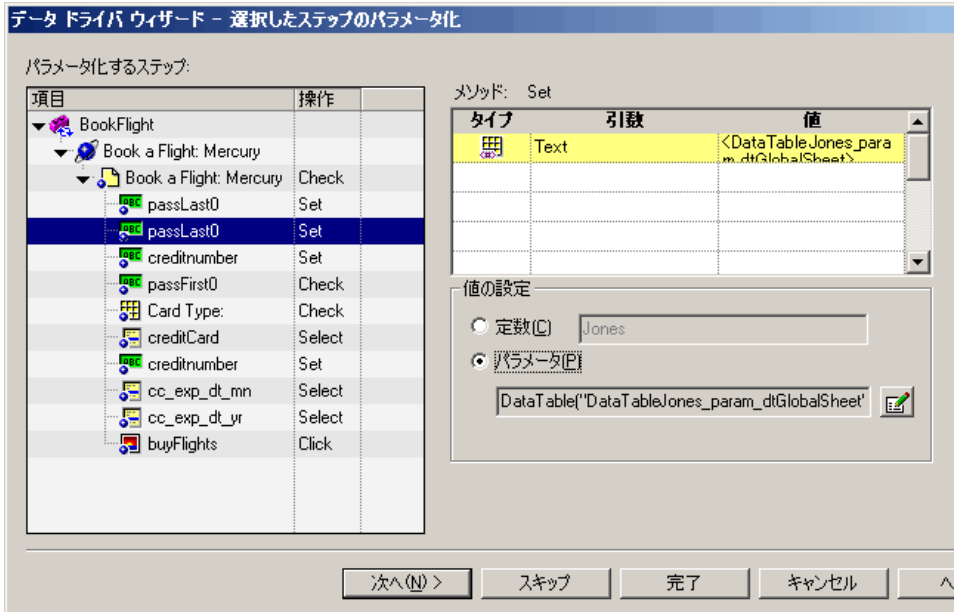 データ ドライバ ウィザード - 選択したステップのパラメータ化
パラメータ化するステップ:
項目 操作
BookFlight
Book a Flight: Mercury
Book a Flight: Mercury Check
passLast0 Set
passLast0 Set
creditnumber Set
passFirst0 Check
Card Type: Check
creditCard Select
creditnumber Set
cc_exp_dt_mn Select
cc_exp_dt_yr Select
buyFlights Click
メソッド: Set
タイプ 引数 値
Text <DataTableJones_para
m_dtGlobalSheet>
値の設定
定数(C) Jones
パラメータ(P)
DataTable("DataTableJones_param_dtGlobalSheet"
次へ(N) > スキップ 完了 キャンセル ヘ